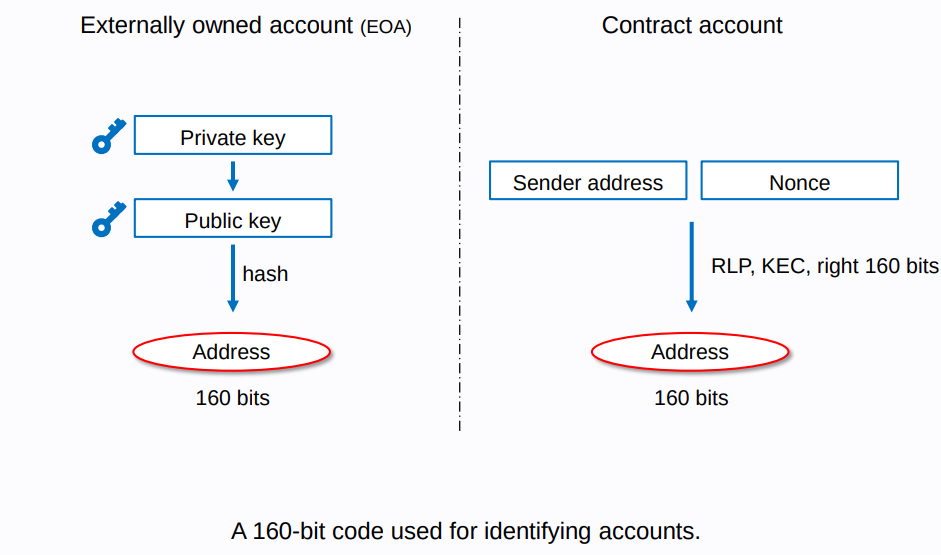 Externally owned account (EOA)
Private key
Public key
hash
Address
160 bits
Contract account
Sender address
Nonce
RLP, KEC, right 160 bits
Address
160 bits
A 160-bit code used for identifying accounts.